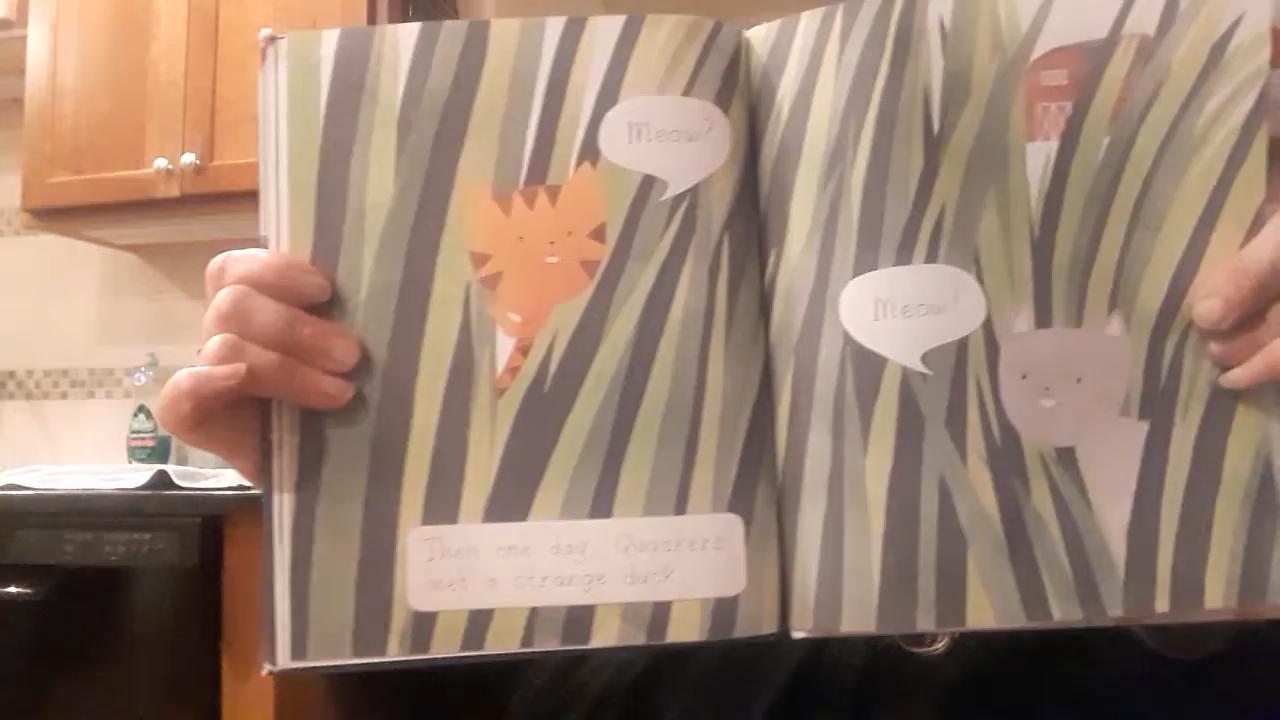 Meow?
Meow!
Then one day Quackers
met a strange duck.